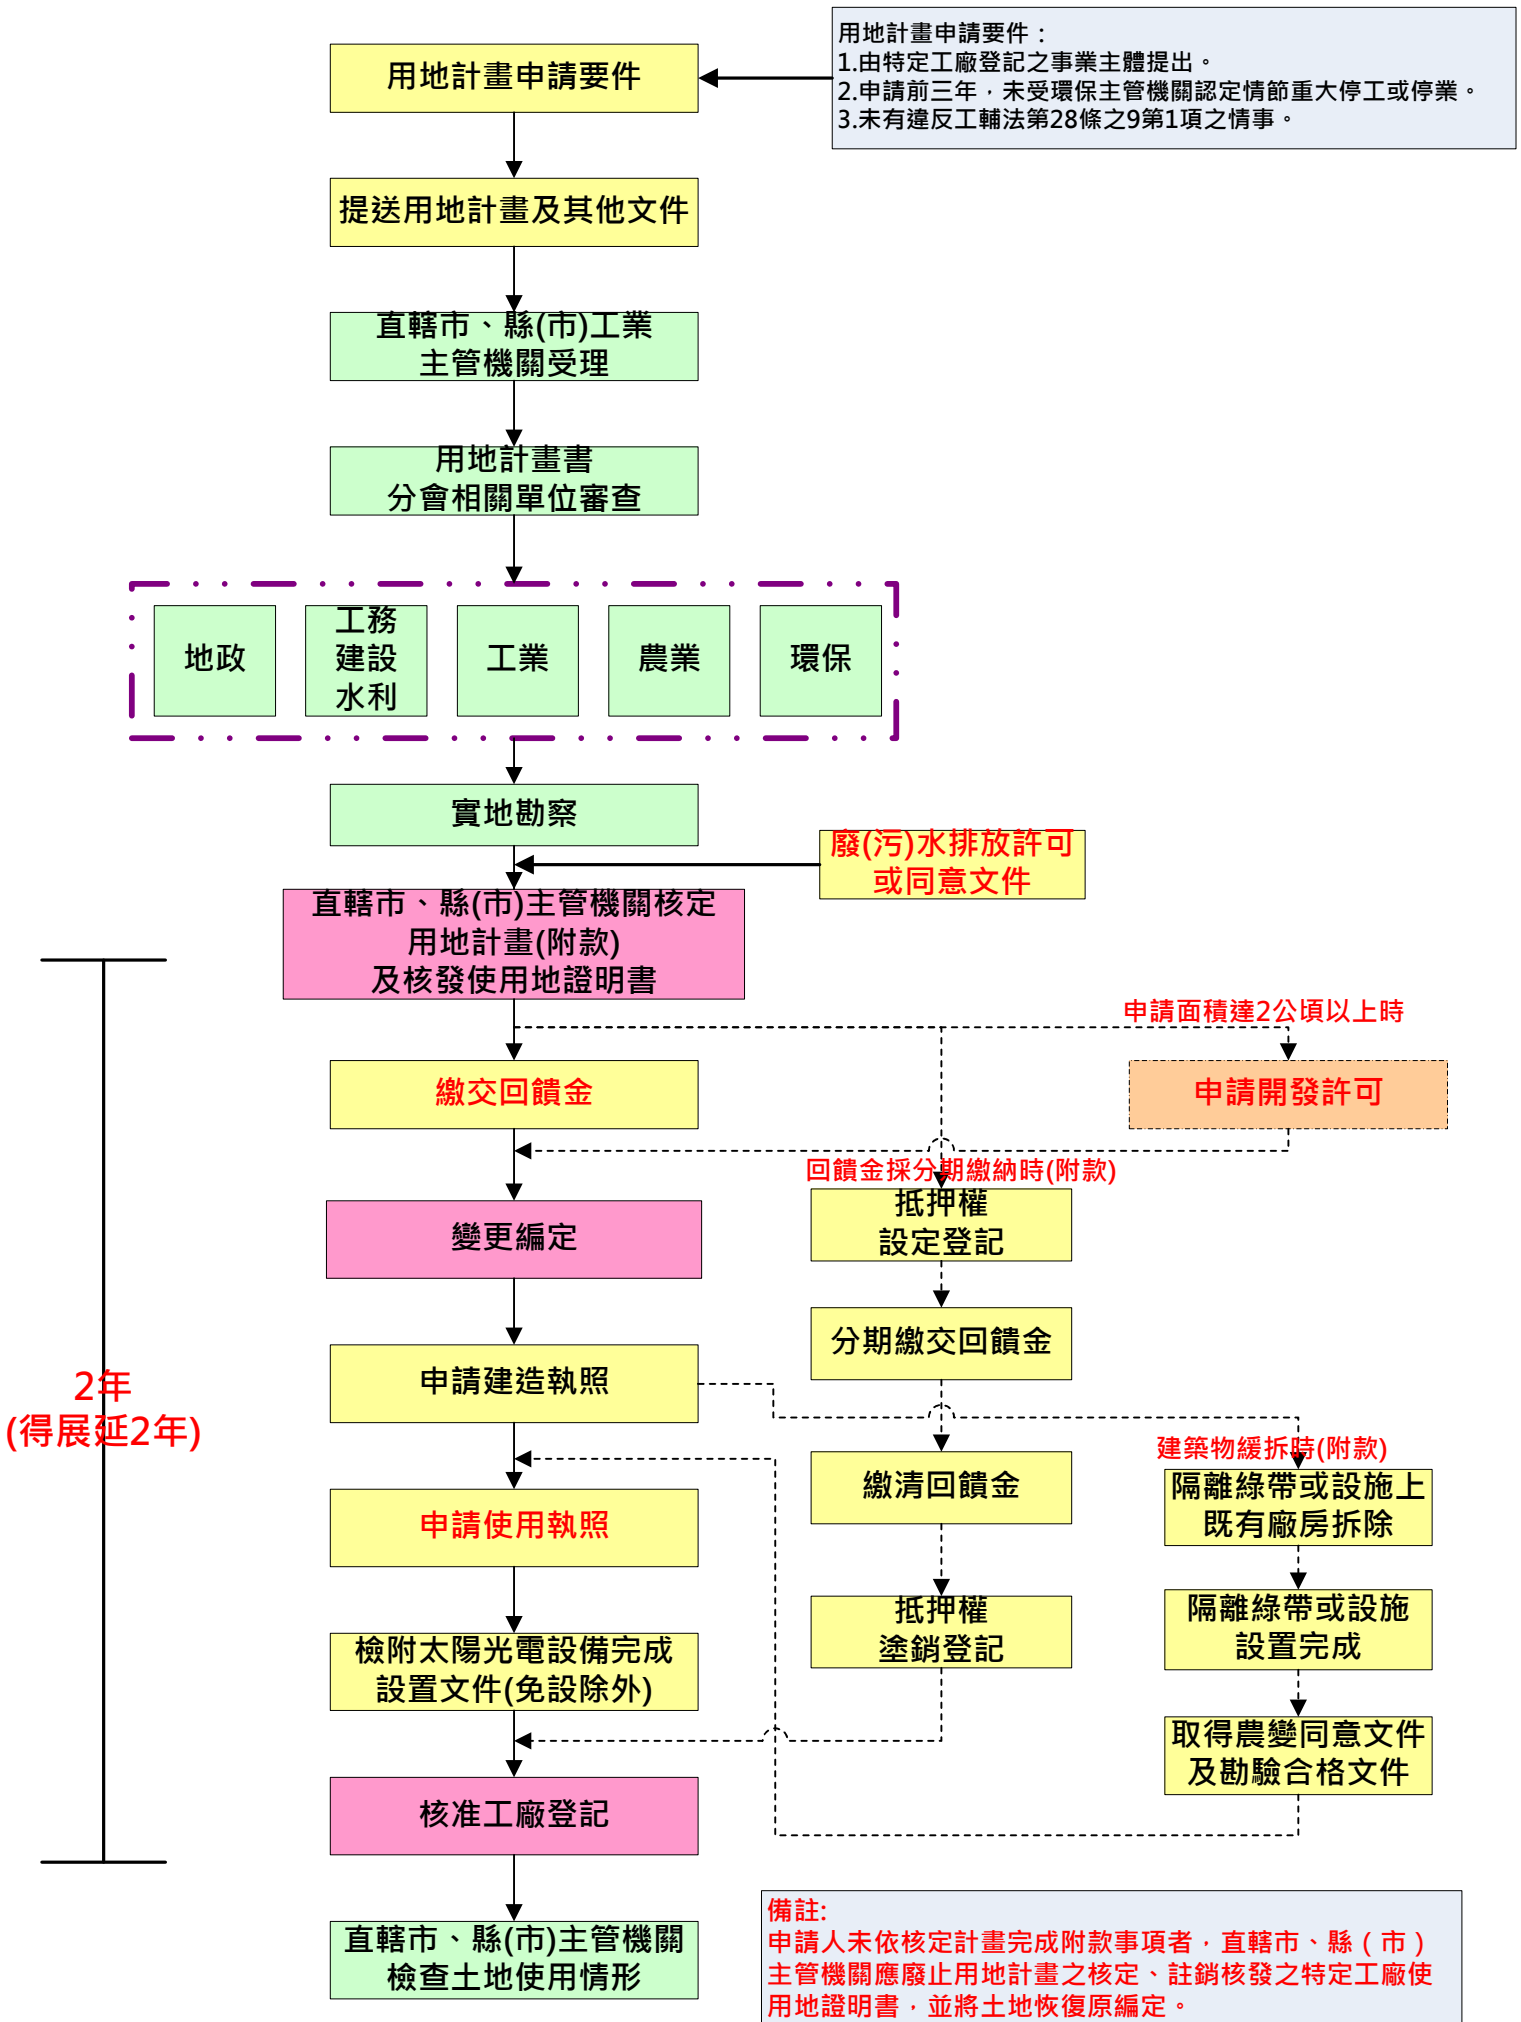 用地計畫申請要件
用地計畫申請要件：
1.由特定工廠登記之事業主體提出。
2.申請前三年，未受環保主管機關認定情節重大停工或停業。
3.未有違反工輔法第28條之9第1項之情事。
提送用地計畫及其他文件
直轄市、縣(市)工業
主管機關受理
用地計畫書
分會相關單位審查
地政
工務
建設
水利
工業
農業
環保
實地勘察
廢(污)水排放許可
或同意文件
直轄市、縣(市)主管機關核定
用地計畫(附款)
及核發使用地證明書
申請面積達2公頃以上時
繳交回饋金
申請開發許可
回饋金採分期繳納時(附款)
抵押權
設定登記
變更編定
分期繳交回饋金
申請建造執照
2年
(得展延2年)
建築物緩拆時(附款)
繳清回饋金
隔離綠帶或設施上
既有廠房拆除
申請使用執照
抵押權
塗銷登記
隔離綠帶或設施
設置完成
檢附太陽光電設備完成
設置文件(免設除外)
取得農變同意文件
及勘驗合格文件
核准工廠登記
直轄市、縣(市)主管機關
檢查土地使用情形
備註:
申請人未依核定計畫完成附款事項者，直轄市、縣（市）
主管機關應廢止用地計畫之核定、註銷核發之特定工廠使
用地證明書，並將土地恢復原編定。